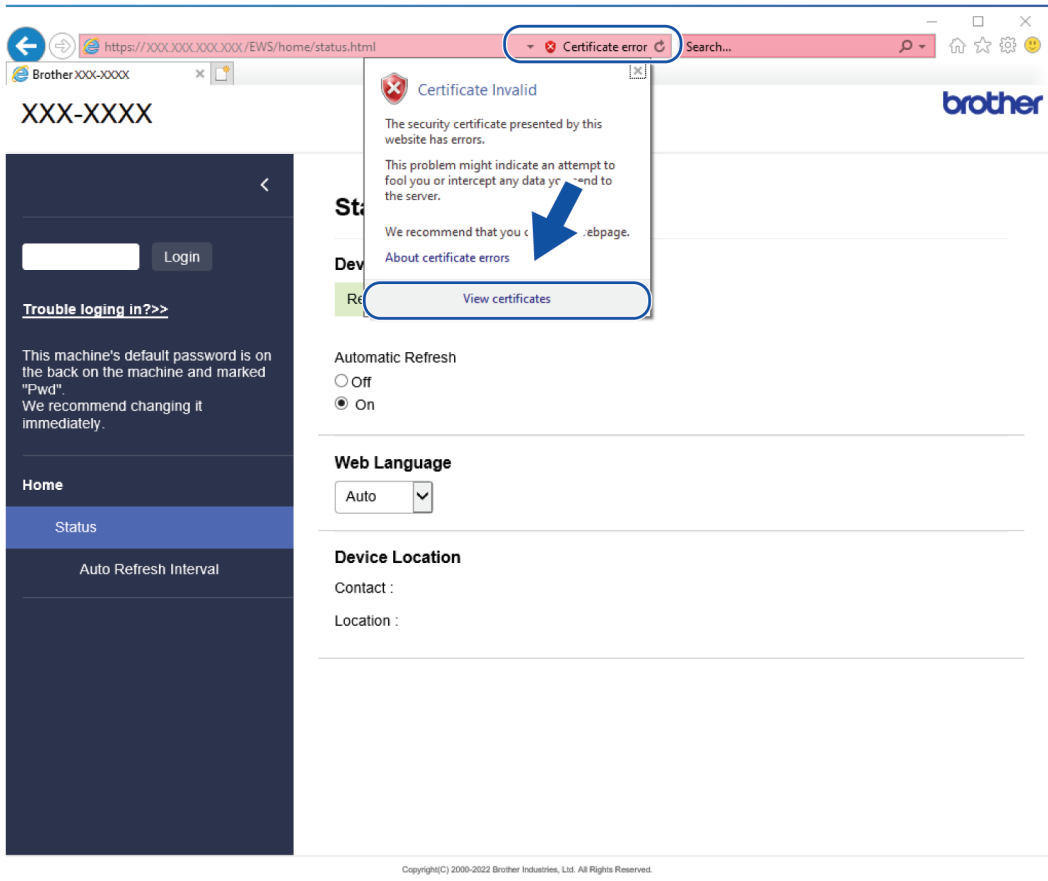 https://XXX.XXX.XXX.XXX/EWS/home/status.html
Certificate error
Search...
Brother XXX-XXXX
XXX-XXXX
brother
Certificate Invalid
The security certificate presented by this
website has errors.
This problem might indicate an attempt to
fool you or intercept any data you send to
the server.
We recommend that you c ebpage.
About certificate errors
View certificates
Login
Trouble loging in?>>
This machine's default password is on
the back on the machine and marked
"Pwd".
We recommend changing it
immediately.
Home
Status
Auto Refresh Interval
Sta
Dev
Re
Automatic Refresh
Off
On
Web Language
Auto
Device Location
Contact :
Location :
Copyright(C) 2000-2022 Brother Industries, Ltd. All Rights Reserved.